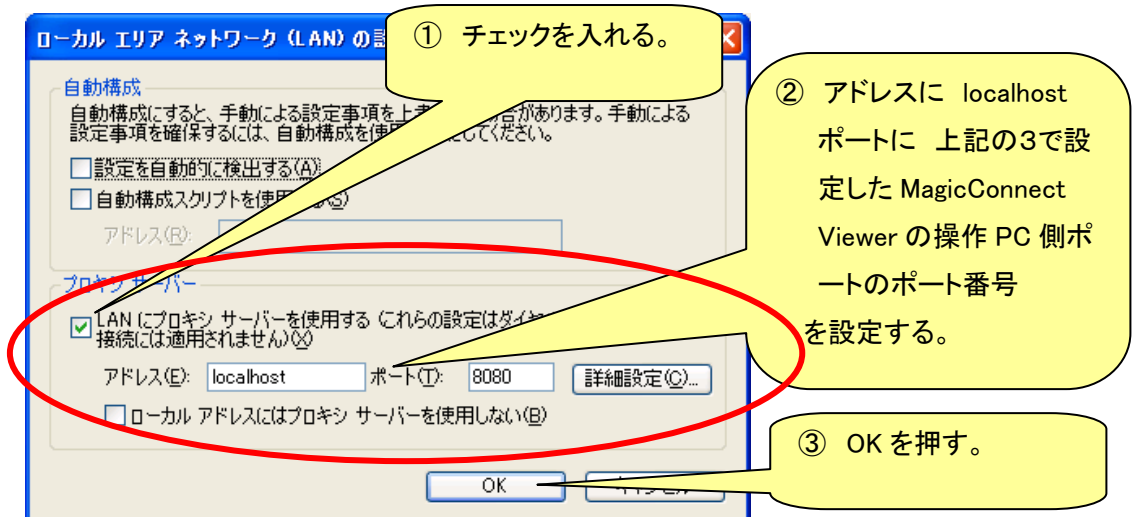 ローカル エリア ネットワーク (LAN) の設
① チェックを入れる。
自動構成
自動構成にすると、手動による設定事項を上書 場合があります。手動による
設定事項を確保するには、自動構成を使用 してください。
設定を自動的に検出する(A)
自動構成スクリプトを使用 (S)
アドレス(R):
② アドレスに localhost
ポートに 上記の3で設
定した MagicConnect
Viewer の操作 PC 側ポ
ートのポート番号
を設定する。
プロキシ サーバー
LAN にプロキシ サーバーを使用する (これらの設定はダイヤ
接続には適用されません)(X)
アドレス(E): localhost ポート(T): 8080 詳細設定(C)...
ローカル アドレスにはプロキシ サーバーを使用しない(B)
③ OK を押す。
OK キャンセル